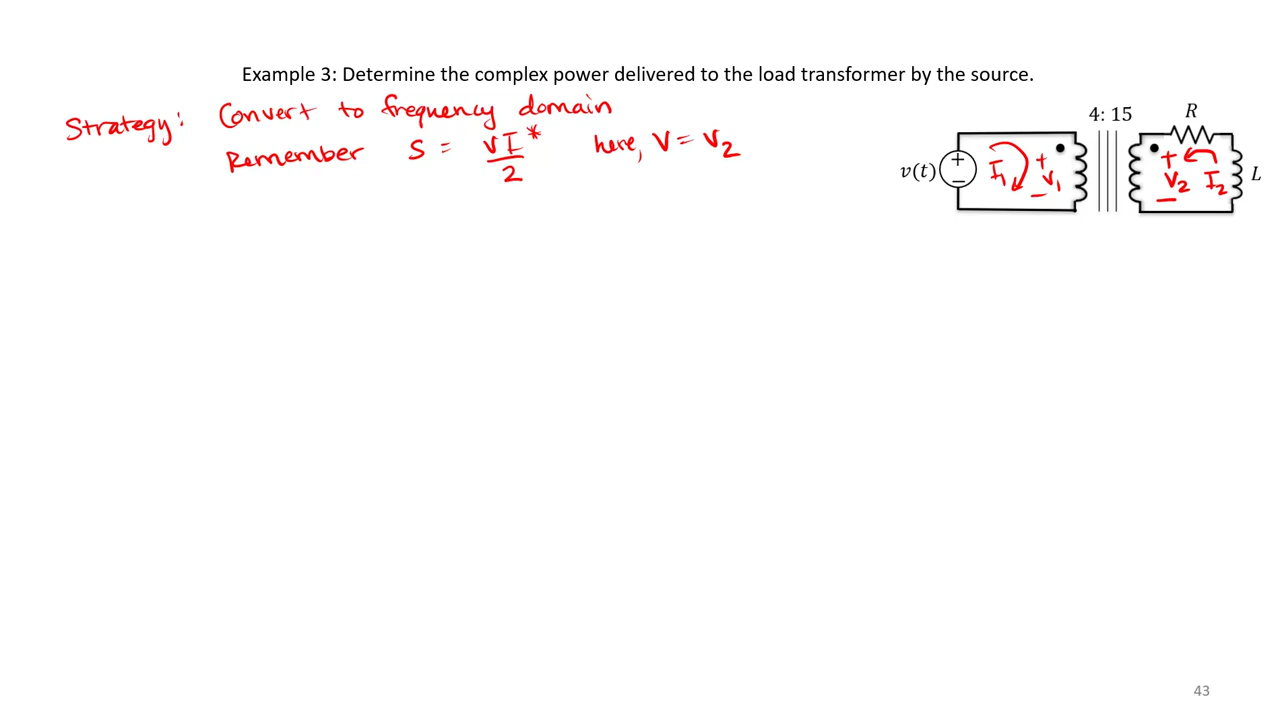 Example 3: Determine the complex power delivered to the load transformer by the source.
Strategy: Convert to frequency domain
Remember S = VI*/2 here, V = V2
4: 15 R
v(t) + − I1 + V1 − + V2 − I2 L
43